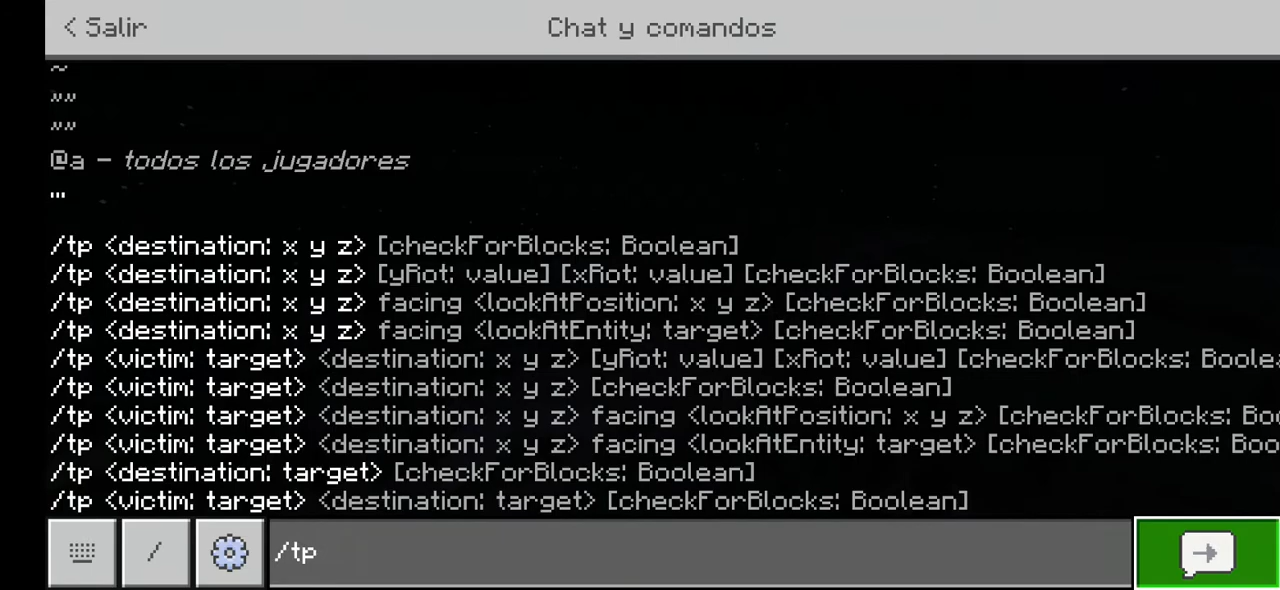 < Salir
Chat y comandos
~
~~
~~
@a - todos los jugadores
...
/tp <destination: x y z> [checkForBlocks: Boolean]
/tp <destination: x y z> [yRot: value] [xRot: value] [checkForBlocks: Boolean]
/tp <destination: x y z> facing <lookAtPosition: x y z> [checkForBlocks: Boolean]
/tp <destination: x y z> facing <lookAtEntity: target> [checkForBlocks: Boolean]
/tp <victim: target> <destination: x y z> [yRot: value] [xRot: value] [checkForBlocks: Boolea
/tp <victim: target> <destination: x y z> [checkForBlocks: Boolean]
/tp <victim: target> <destination: x y z> facing <lookAtPosition: x y z> [checkForBlocks: Boo
/tp <victim: target> <destination: x y z> facing <lookAtEntity: target> [checkForBlocks: Boo
/tp <destination: target> [checkForBlocks: Boolean]
/tp <victim: target> <destination: target> [checkForBlocks: Boolean]
/
/tp